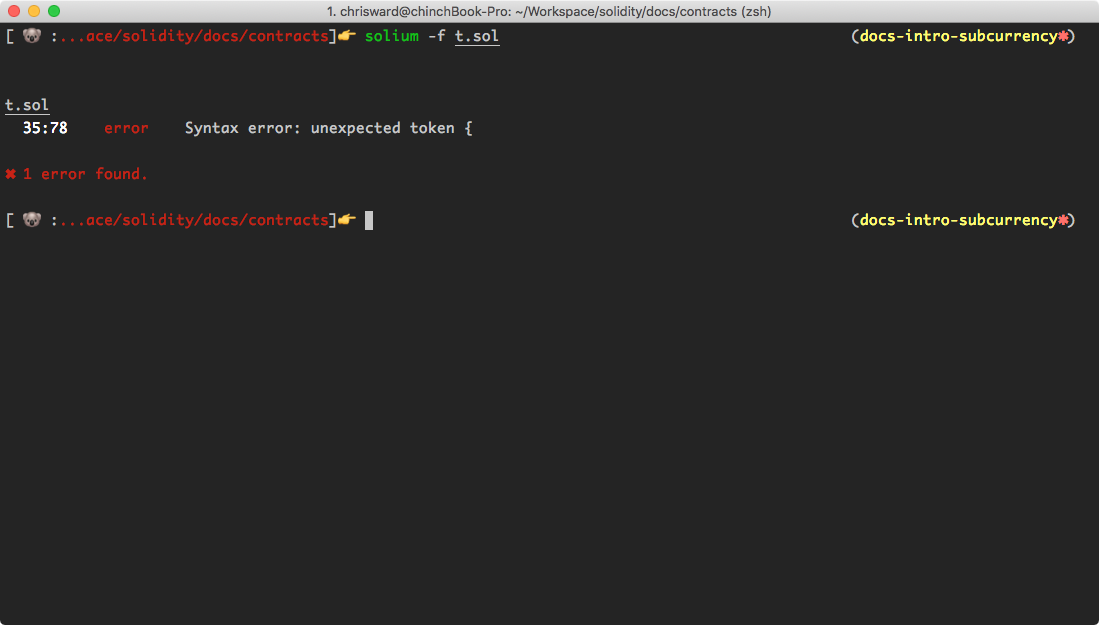 1. chrisward@chinchBook-Pro: ~/Workspace/solidity/docs/contracts (zsh)
[ 🐨 :...ace/solidity/docs/contracts]👉 solium -f t.sol (docs-intro-subcurrency✱)
t.sol
35:78 error Syntax error: unexpected token {
✖ 1 error found.
[ 🐨 :...ace/solidity/docs/contracts]👉 (docs-intro-subcurrency✱)